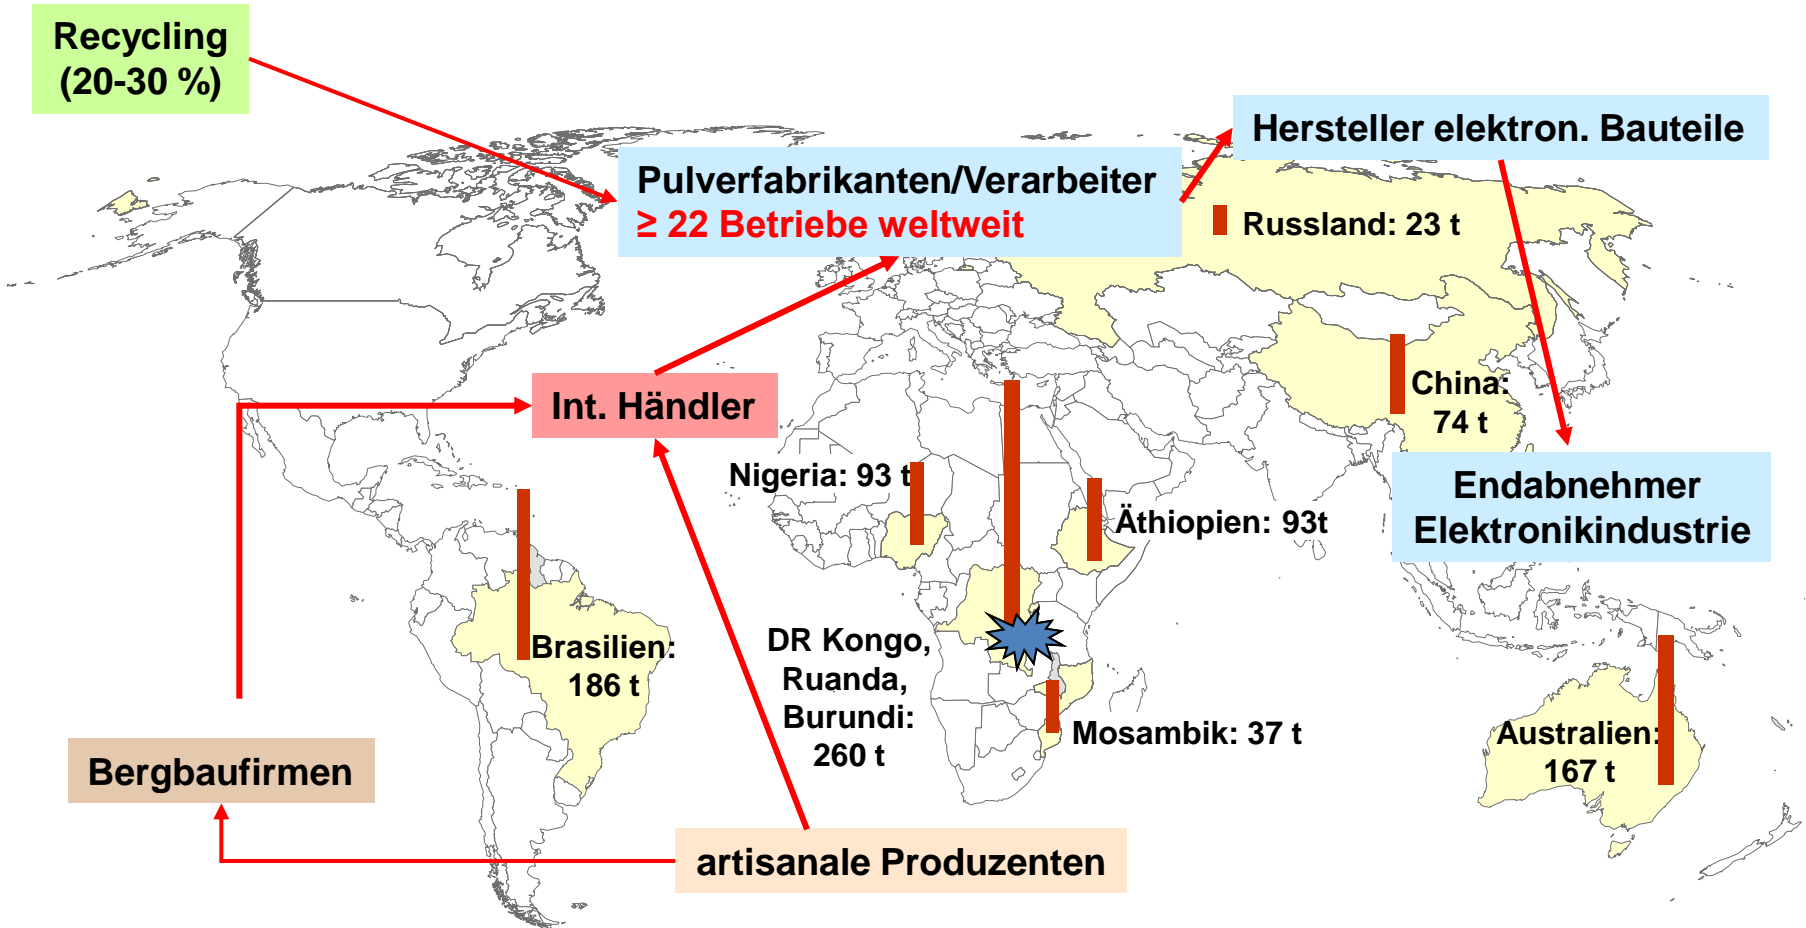 Recycling
(20-30 %)
Hersteller elektron. Bauteile
Pulverfabrikanten/Verarbeiter
≥ 22 Betriebe weltweit
Russland: 23 t
Int. Händler
China:
74 t
Nigeria: 93 t
Äthiopien: 93t
Endabnehmer
Elektronikindustrie
Brasilien:
186 t
DR Kongo,
Ruanda,
Burundi:
260 t
Mosambik: 37 t
Australien:
167 t
Bergbaufirmen
artisanale Produzenten